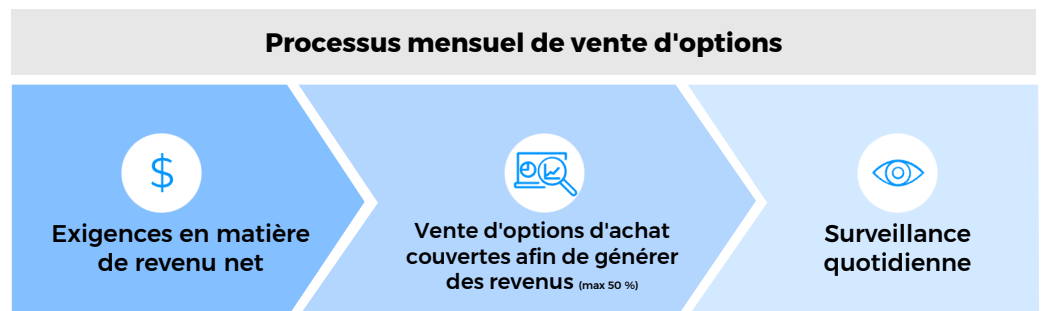 Processus mensuel de vente d'options
$
Exigences en matière
de revenu net
Vente d'options d'achat
couvertes afin de générer
des revenus (max 50 %)
Surveillance
quotidienne